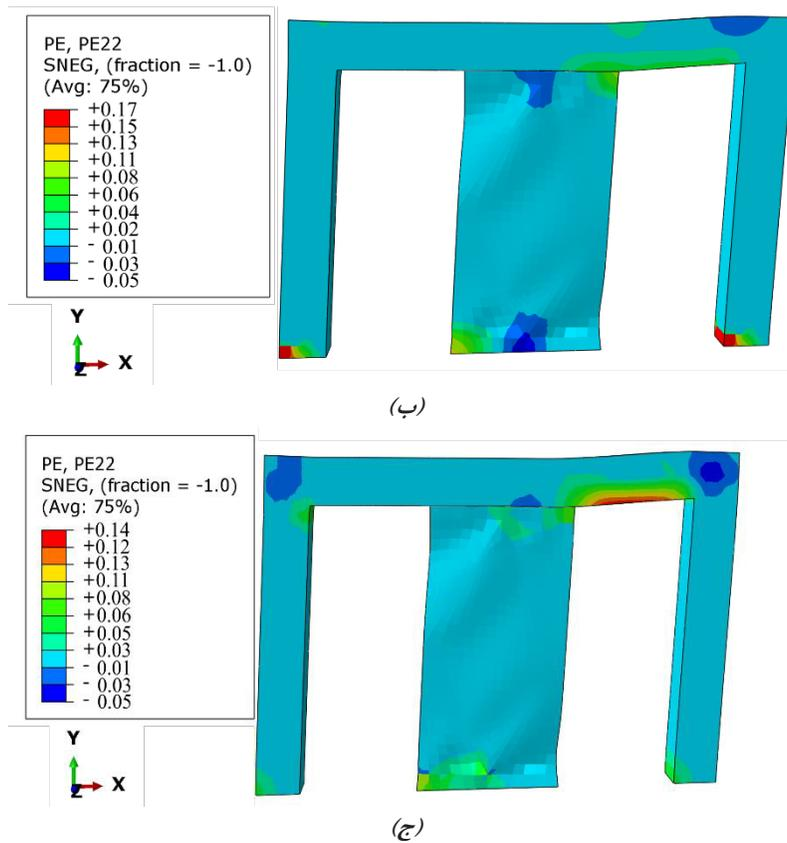 PE, PE22
SNEG, (fraction = -1.0)
(Avg: 75%)
+0.17
+0.15
+0.13
+0.11
+0.08
+0.06
+0.04
+0.02
- 0.01
- 0.03
- 0.05
Y
Z X
(ب)
PE, PE22
SNEG, (fraction = -1.0)
(Avg: 75%)
+0.14
+0.12
+0.13
+0.11
+0.08
+0.06
+0.05
+0.03
- 0.01
- 0.03
- 0.05
Y
Z X
(ج)